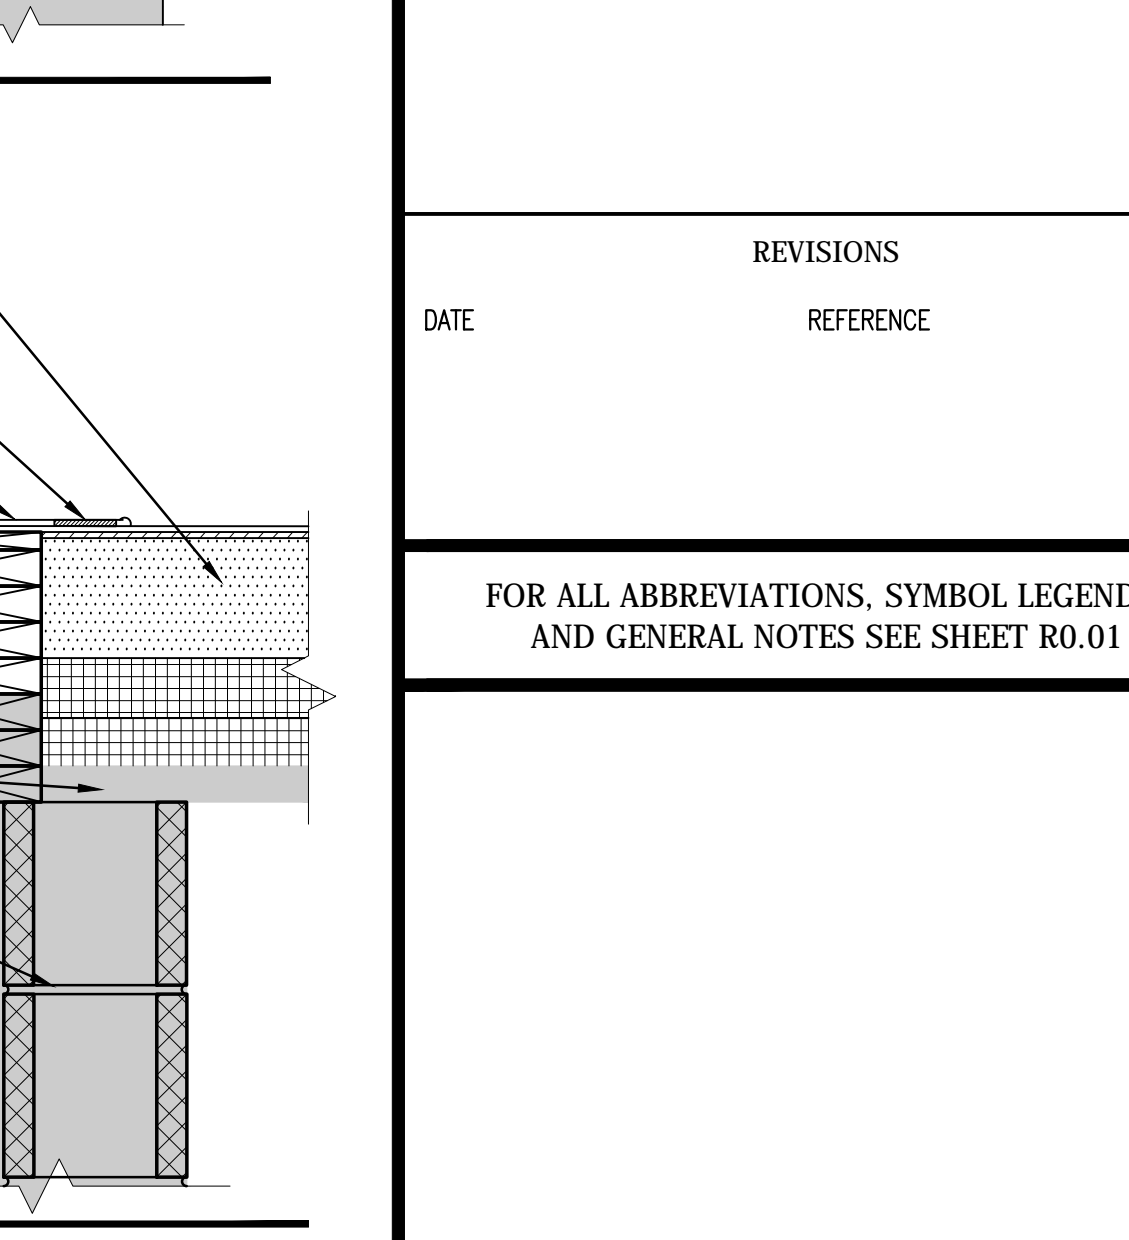 REVISIONS
DATE REFERENCE
FOR ALL ABBREVIATIONS, SYMBOL LEGEND
AND GENERAL NOTES SEE SHEET R0.01